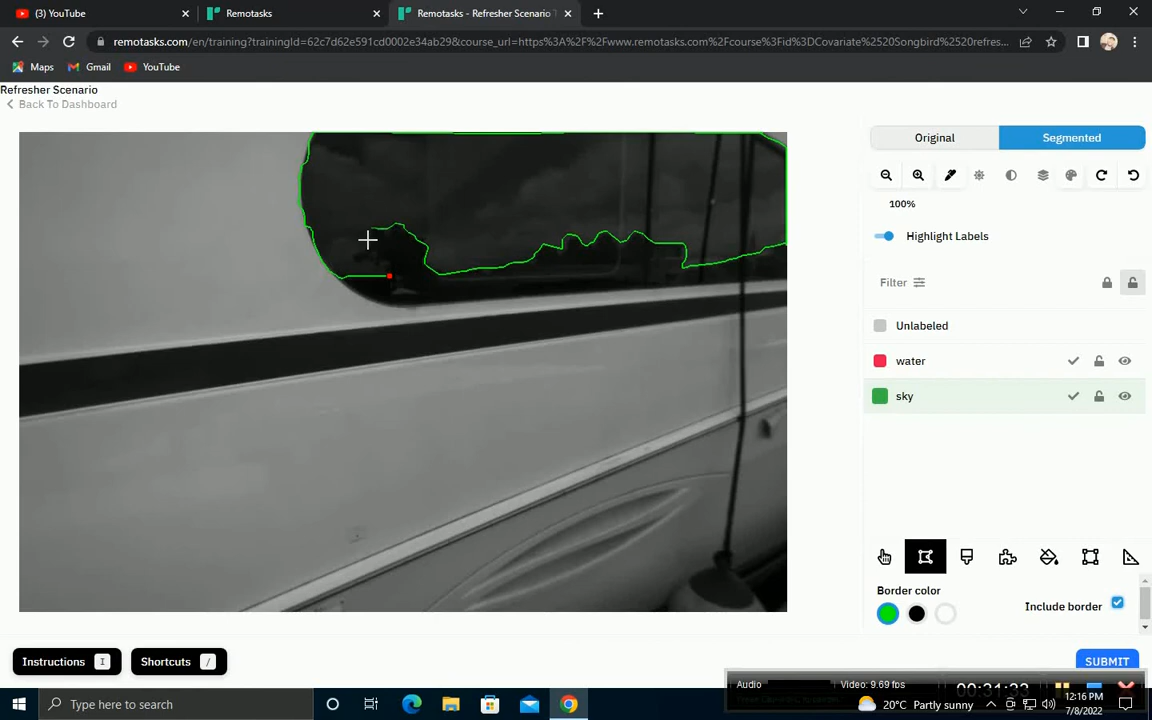 (3) YouTube
Remotasks
Remotasks - Refresher Scenario T
remotasks.com/en/training?trainingId=62c7d62e591cd0002e34ab29&course_url=https%3A%2F%2Fwww.remotasks.com%2Fcourse%3Fid%3DCovariate%2520Songbird%2520refres...
Maps
Gmail
YouTube
Refresher Scenario
Back To Dashboard
Original
Segmented
100%
Highlight Labels
Filter
Unlabeled
water
sky
Border color
Include border
Instructions I
Shortcuts /
SUBMIT
Audio
Video: 9.69 fps
00:31:33
Type here to search
20°C Partly sunny
12:16 PM
7/8/2022